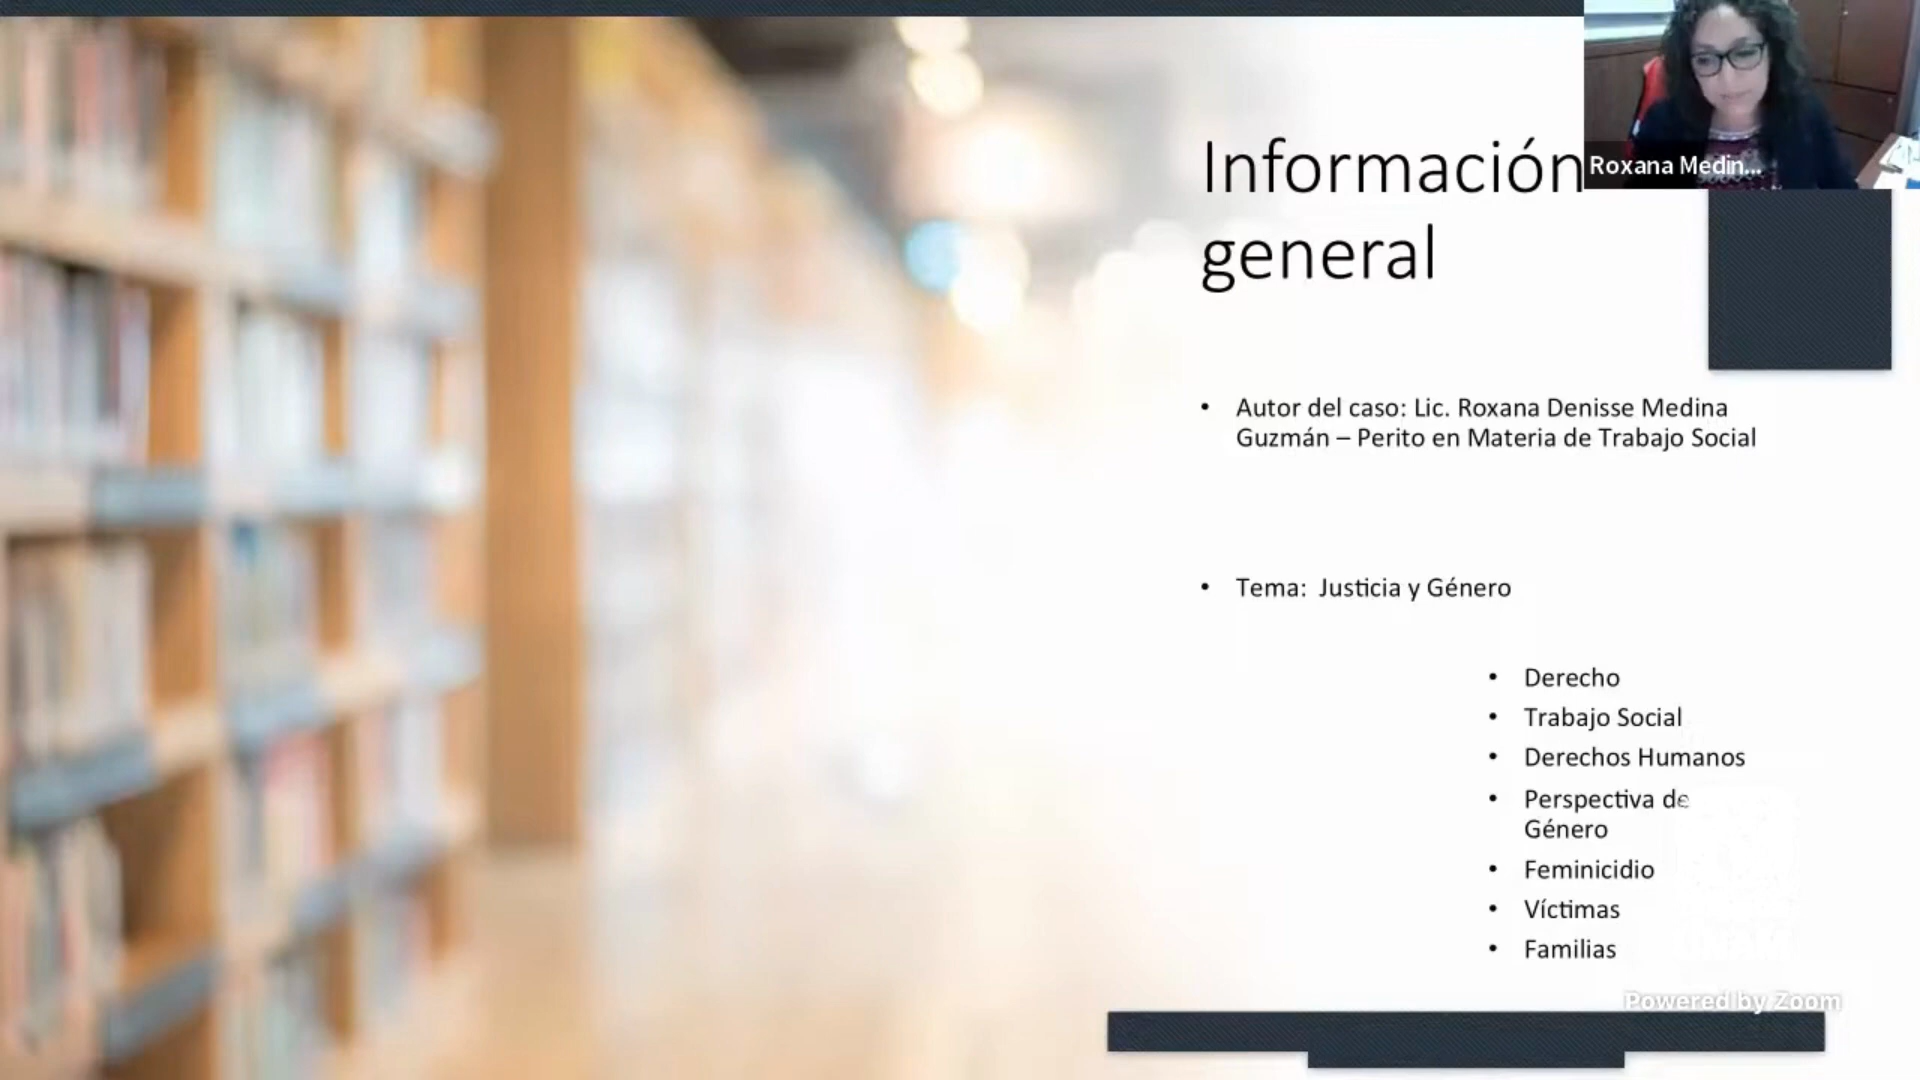 Información
general
Roxana Medin...
• Autor del caso: Lic. Roxana Denisse Medina
Guzmán – Perito en Materia de Trabajo Social
• Tema: Justicia y Género
• Derecho
• Trabajo Social
• Derechos Humanos
• Perspectiva de
Género
• Feminicidio
• Víctimas
• Familias
Powered by Zoom